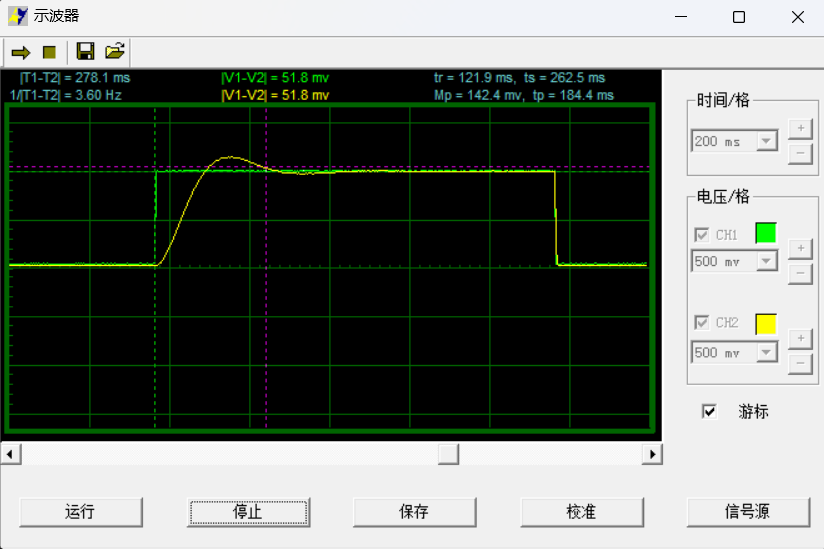 示波器
|T1-T2| = 278.1 ms |V1-V2| = 51.8 mv tr = 121.9 ms, ts = 262.5 ms
1/|T1-T2| = 3.60 Hz |V1-V2| = 51.8 mv Mp = 142.4 mv, tp = 184.4 ms
时间/格
200 ms
+
−
电压/格
CH1
500 mv
+
−
CH2
500 mv
+
−
游标
运行 停止 保存 校准 信号源